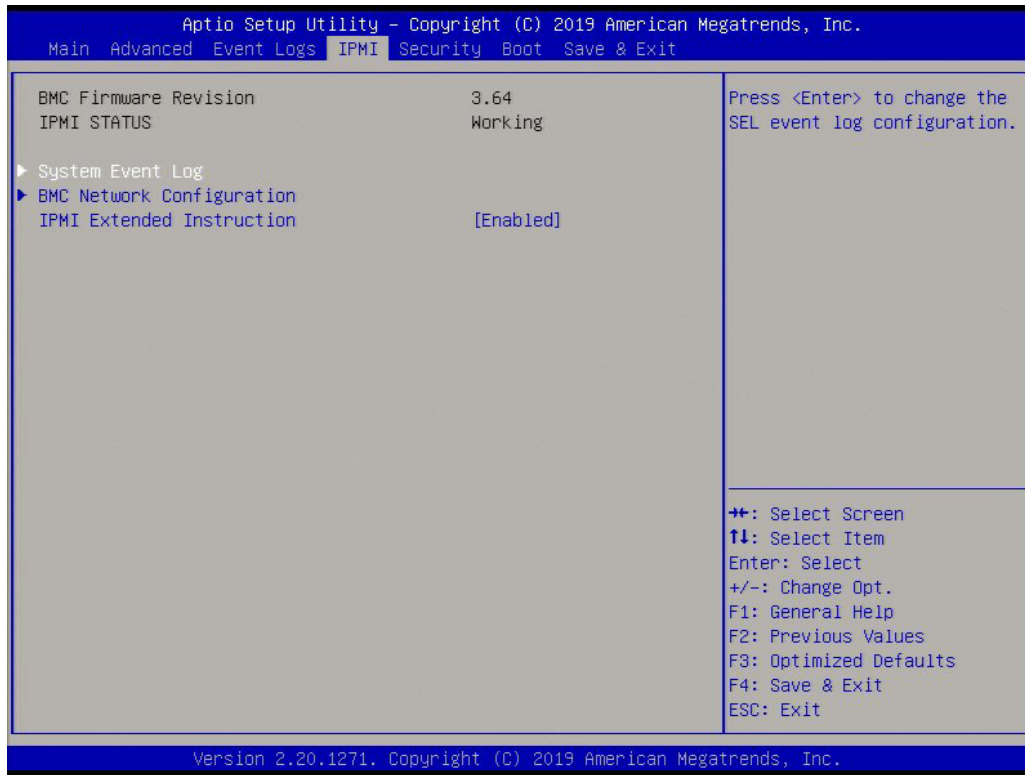 Aptio Setup Utility – Copyright (C) 2019 American Megatrends, Inc.
Main Advanced Event Logs IPMI Security Boot Save & Exit
BMC Firmware Revision 3.64
IPMI STATUS Working
System Event Log
BMC Network Configuration
IPMI Extended Instruction [Enabled]
Press <Enter> to change the
SEL event log configuration.
→←: Select Screen
↑↓: Select Item
Enter: Select
+/-: Change Opt.
F1: General Help
F2: Previous Values
F3: Optimized Defaults
F4: Save & Exit
ESC: Exit
Version 2.20.1271. Copyright (C) 2019 American Megatrends, Inc.